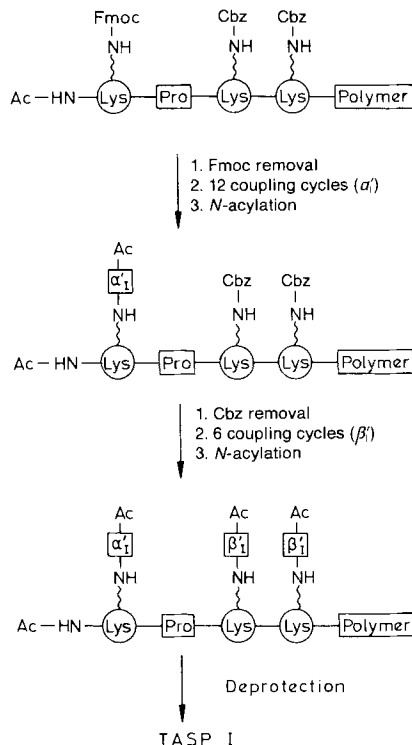 Fmoc Cbz Cbz
NH NH NH
Ac—HN Lys Pro Lys Lys Polymer
1. Fmoc removal
2. 12 coupling cycles (α′I)
3. N-acylation
Ac
α′I Cbz Cbz
NH NH NH
Ac—HN Lys Pro Lys Lys Polymer
1. Cbz removal
2. 6 coupling cycles (β′I)
3. N-acylation
Ac Ac Ac
α′I β′I β′I
NH NH NH
Ac—HN Lys Pro Lys Lys Polymer
Deprotection
TASP I